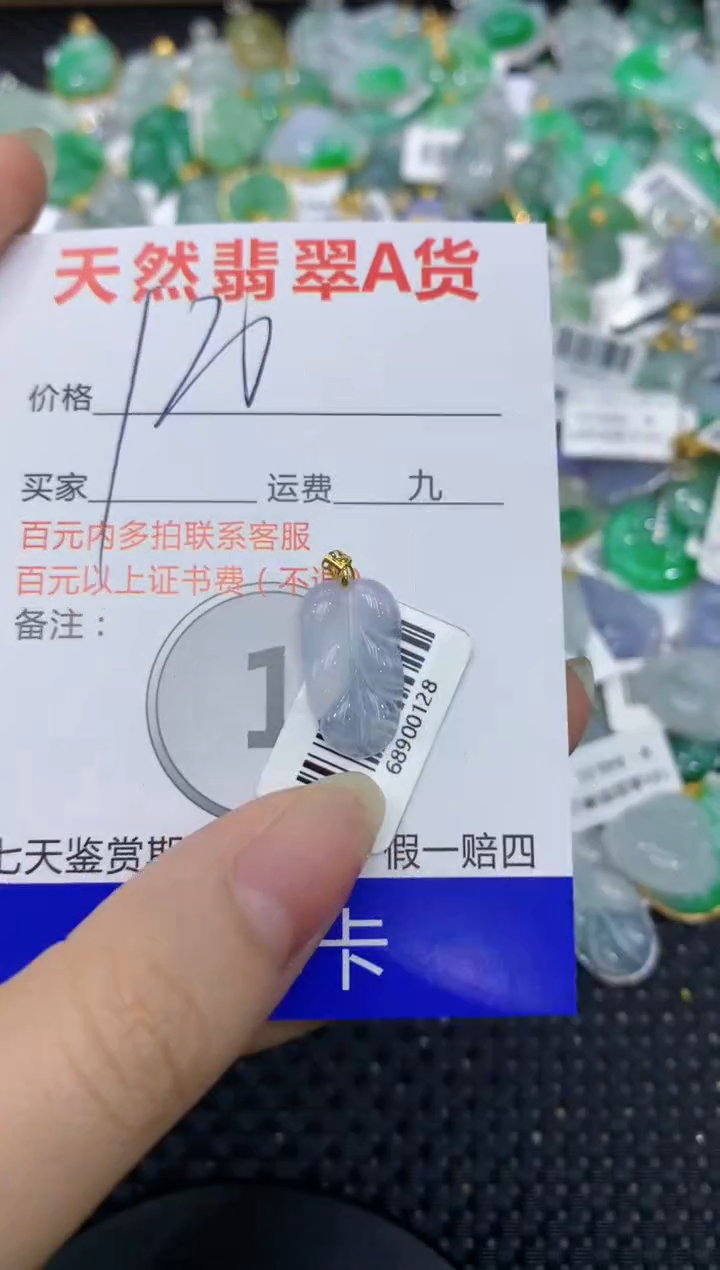 天然翡翠A货
价格 120
买家 运费 九
百元内多拍联系客服
百元以上证书费（不退）
备注：
1
68900128
七天鉴赏期 假一赔四
卡